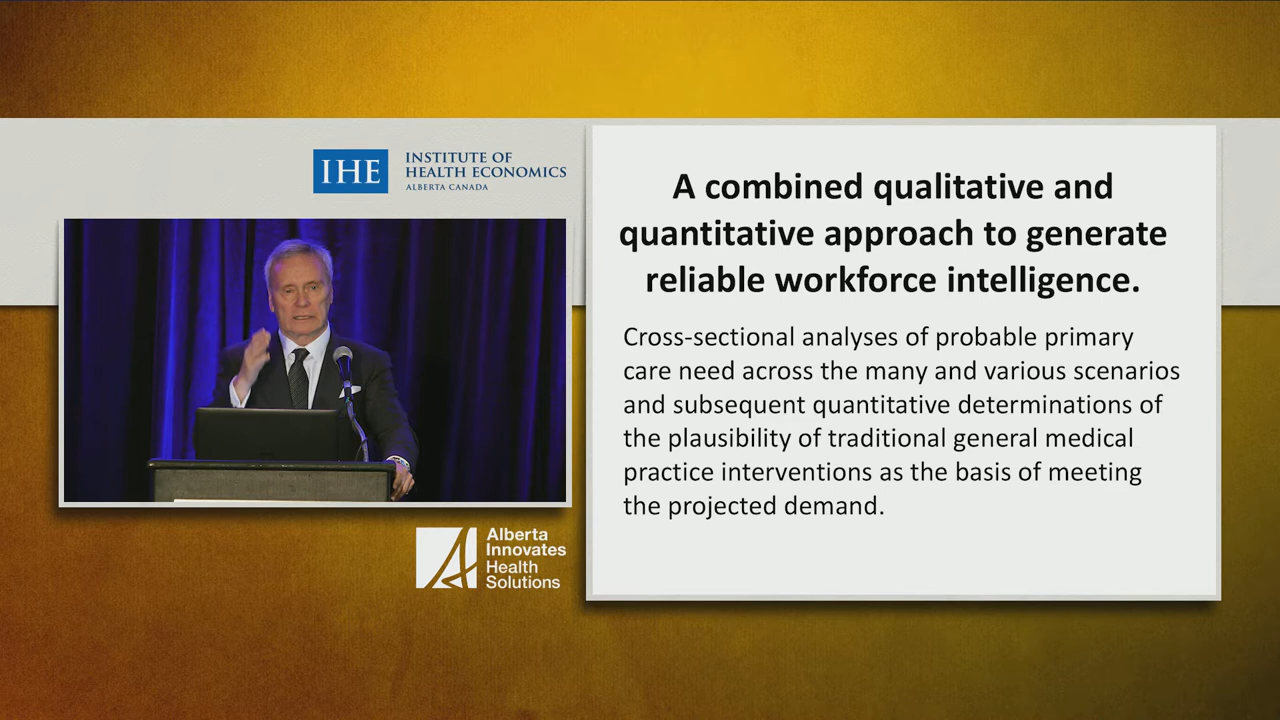 IHE
INSTITUTE OF
HEALTH ECONOMICS
ALBERTA CANADA
A combined qualitative and
quantitative approach to generate
reliable workforce intelligence.
Cross-sectional analyses of probable primary
care need across the many and various scenarios
and subsequent quantitative determinations of
the plausibility of traditional general medical
practice interventions as the basis of meeting
the projected demand.
Alberta
Innovates
Health
Solutions